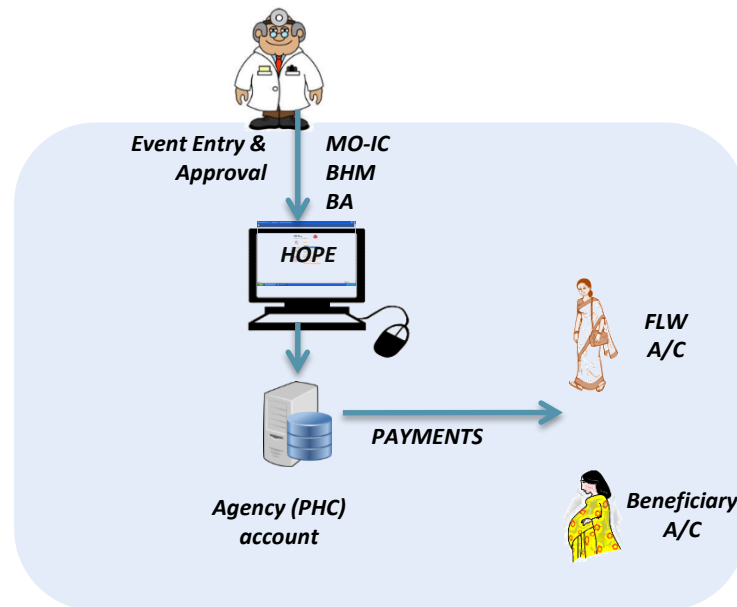 Event Entry &
Approval
MO-IC
BHM
BA
HOPE
FLW
A/C
PAYMENTS
Agency (PHC)
account
Beneficiary
A/C